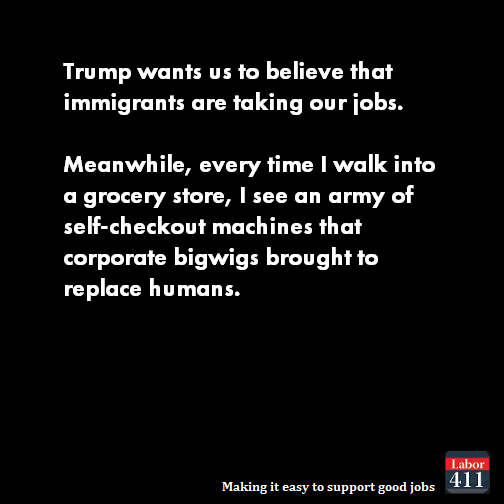 Trump wants us to believe that
immigrants are taking our jobs.
Meanwhile, every time I walk into
a grocery store, I see an army of
self-checkout machines that
corporate bigwigs brought to
replace humans.
Making it easy to support good jobs
Labor
411